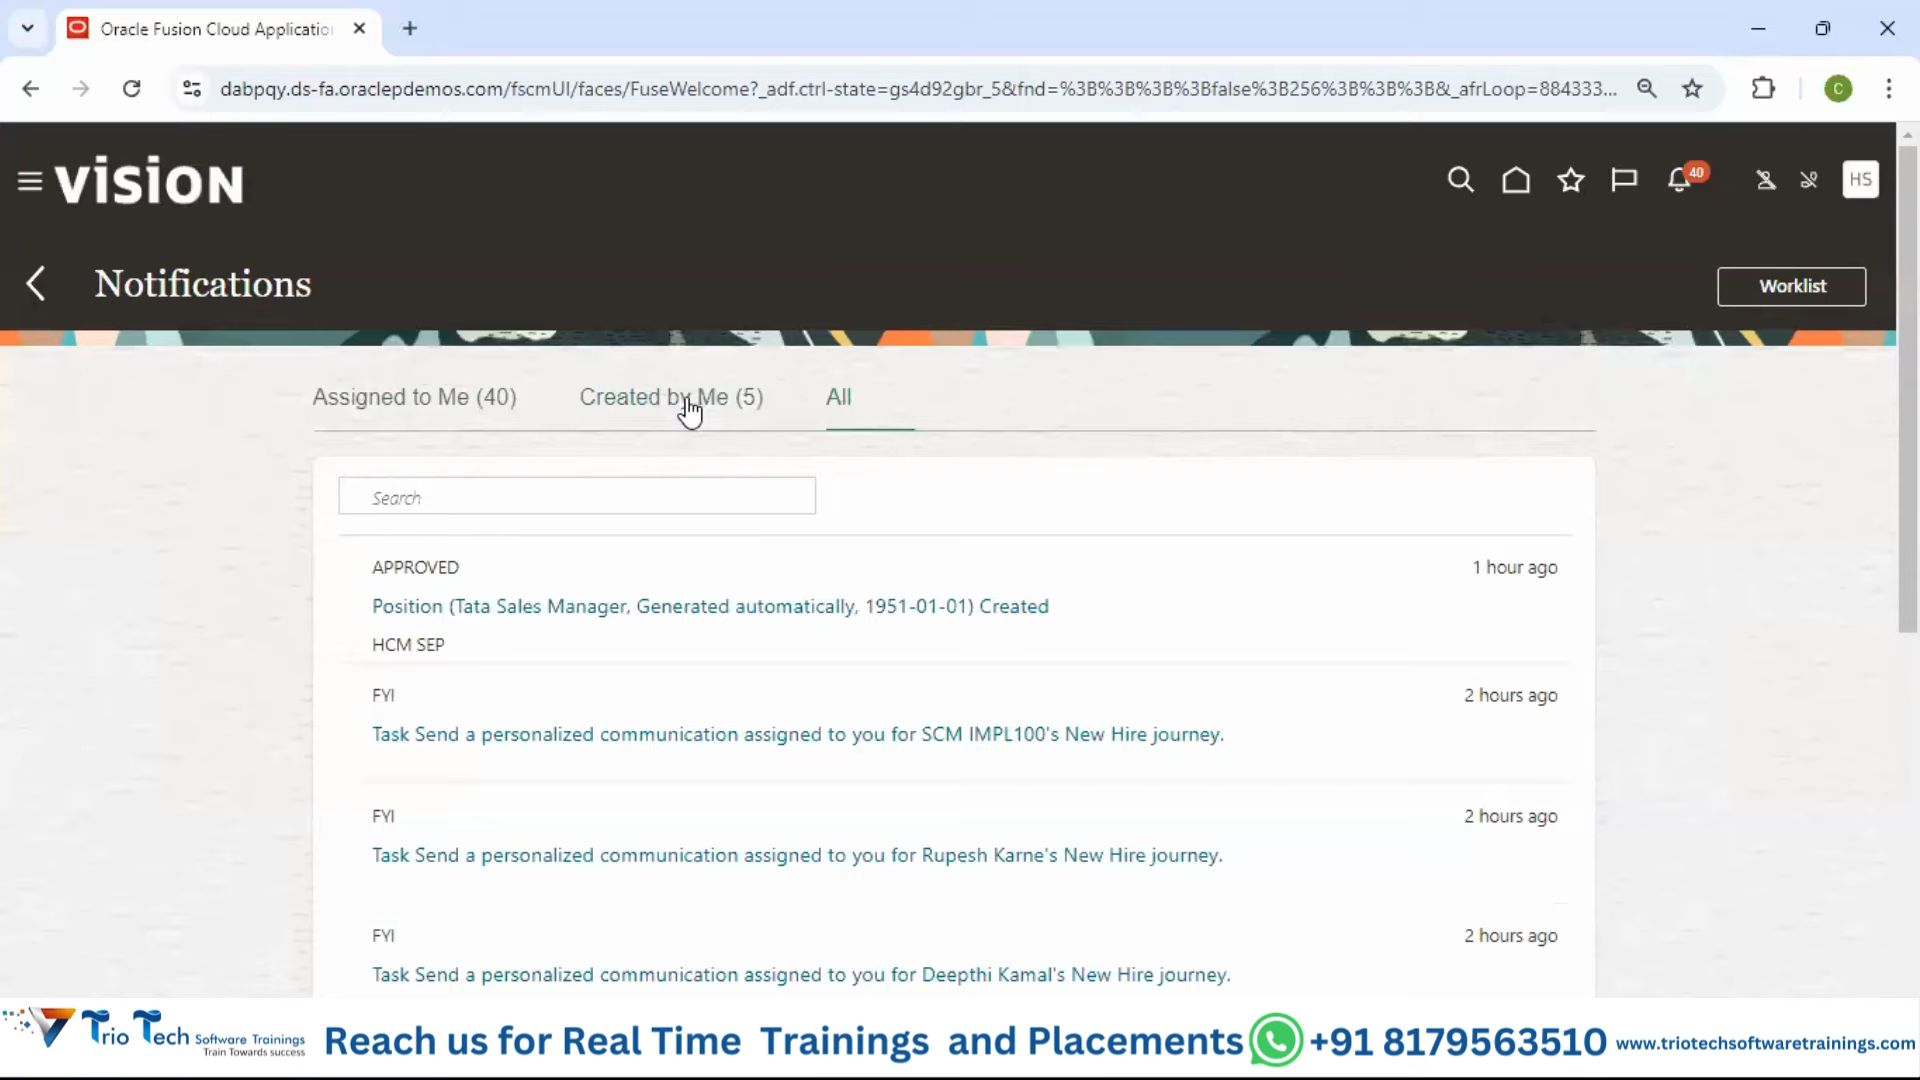 Oracle Fusion Cloud Applicatio
dabpqy.ds-fa.oraclepdemos.com/fscmUI/faces/FuseWelcome?_adf.ctrl-state=gs4d92gbr_5&fnd=%3B%3B%3B%3Bfalse%3B256%3B%3B%3B&_afrLoop=884333...
C
vision
40
HS
Notifications
Worklist
Assigned to Me (40) Created by Me (5) All
Search
APPROVED 1 hour ago
Position (Tata Sales Manager, Generated automatically, 1951-01-01) Created
HCM SEP
FYI 2 hours ago
Task Send a personalized communication assigned to you for SCM IMPL100's New Hire journey.
FYI 2 hours ago
Task Send a personalized communication assigned to you for Rupesh Karne's New Hire journey.
FYI 2 hours ago
Task Send a personalized communication assigned to you for Deepthi Kamal's New Hire journey.
Trio Tech Software Trainings
Train Towards success
Reach us for Real Time Trainings and Placements +91 8179563510 www.triotechsoftwaretrainings.com